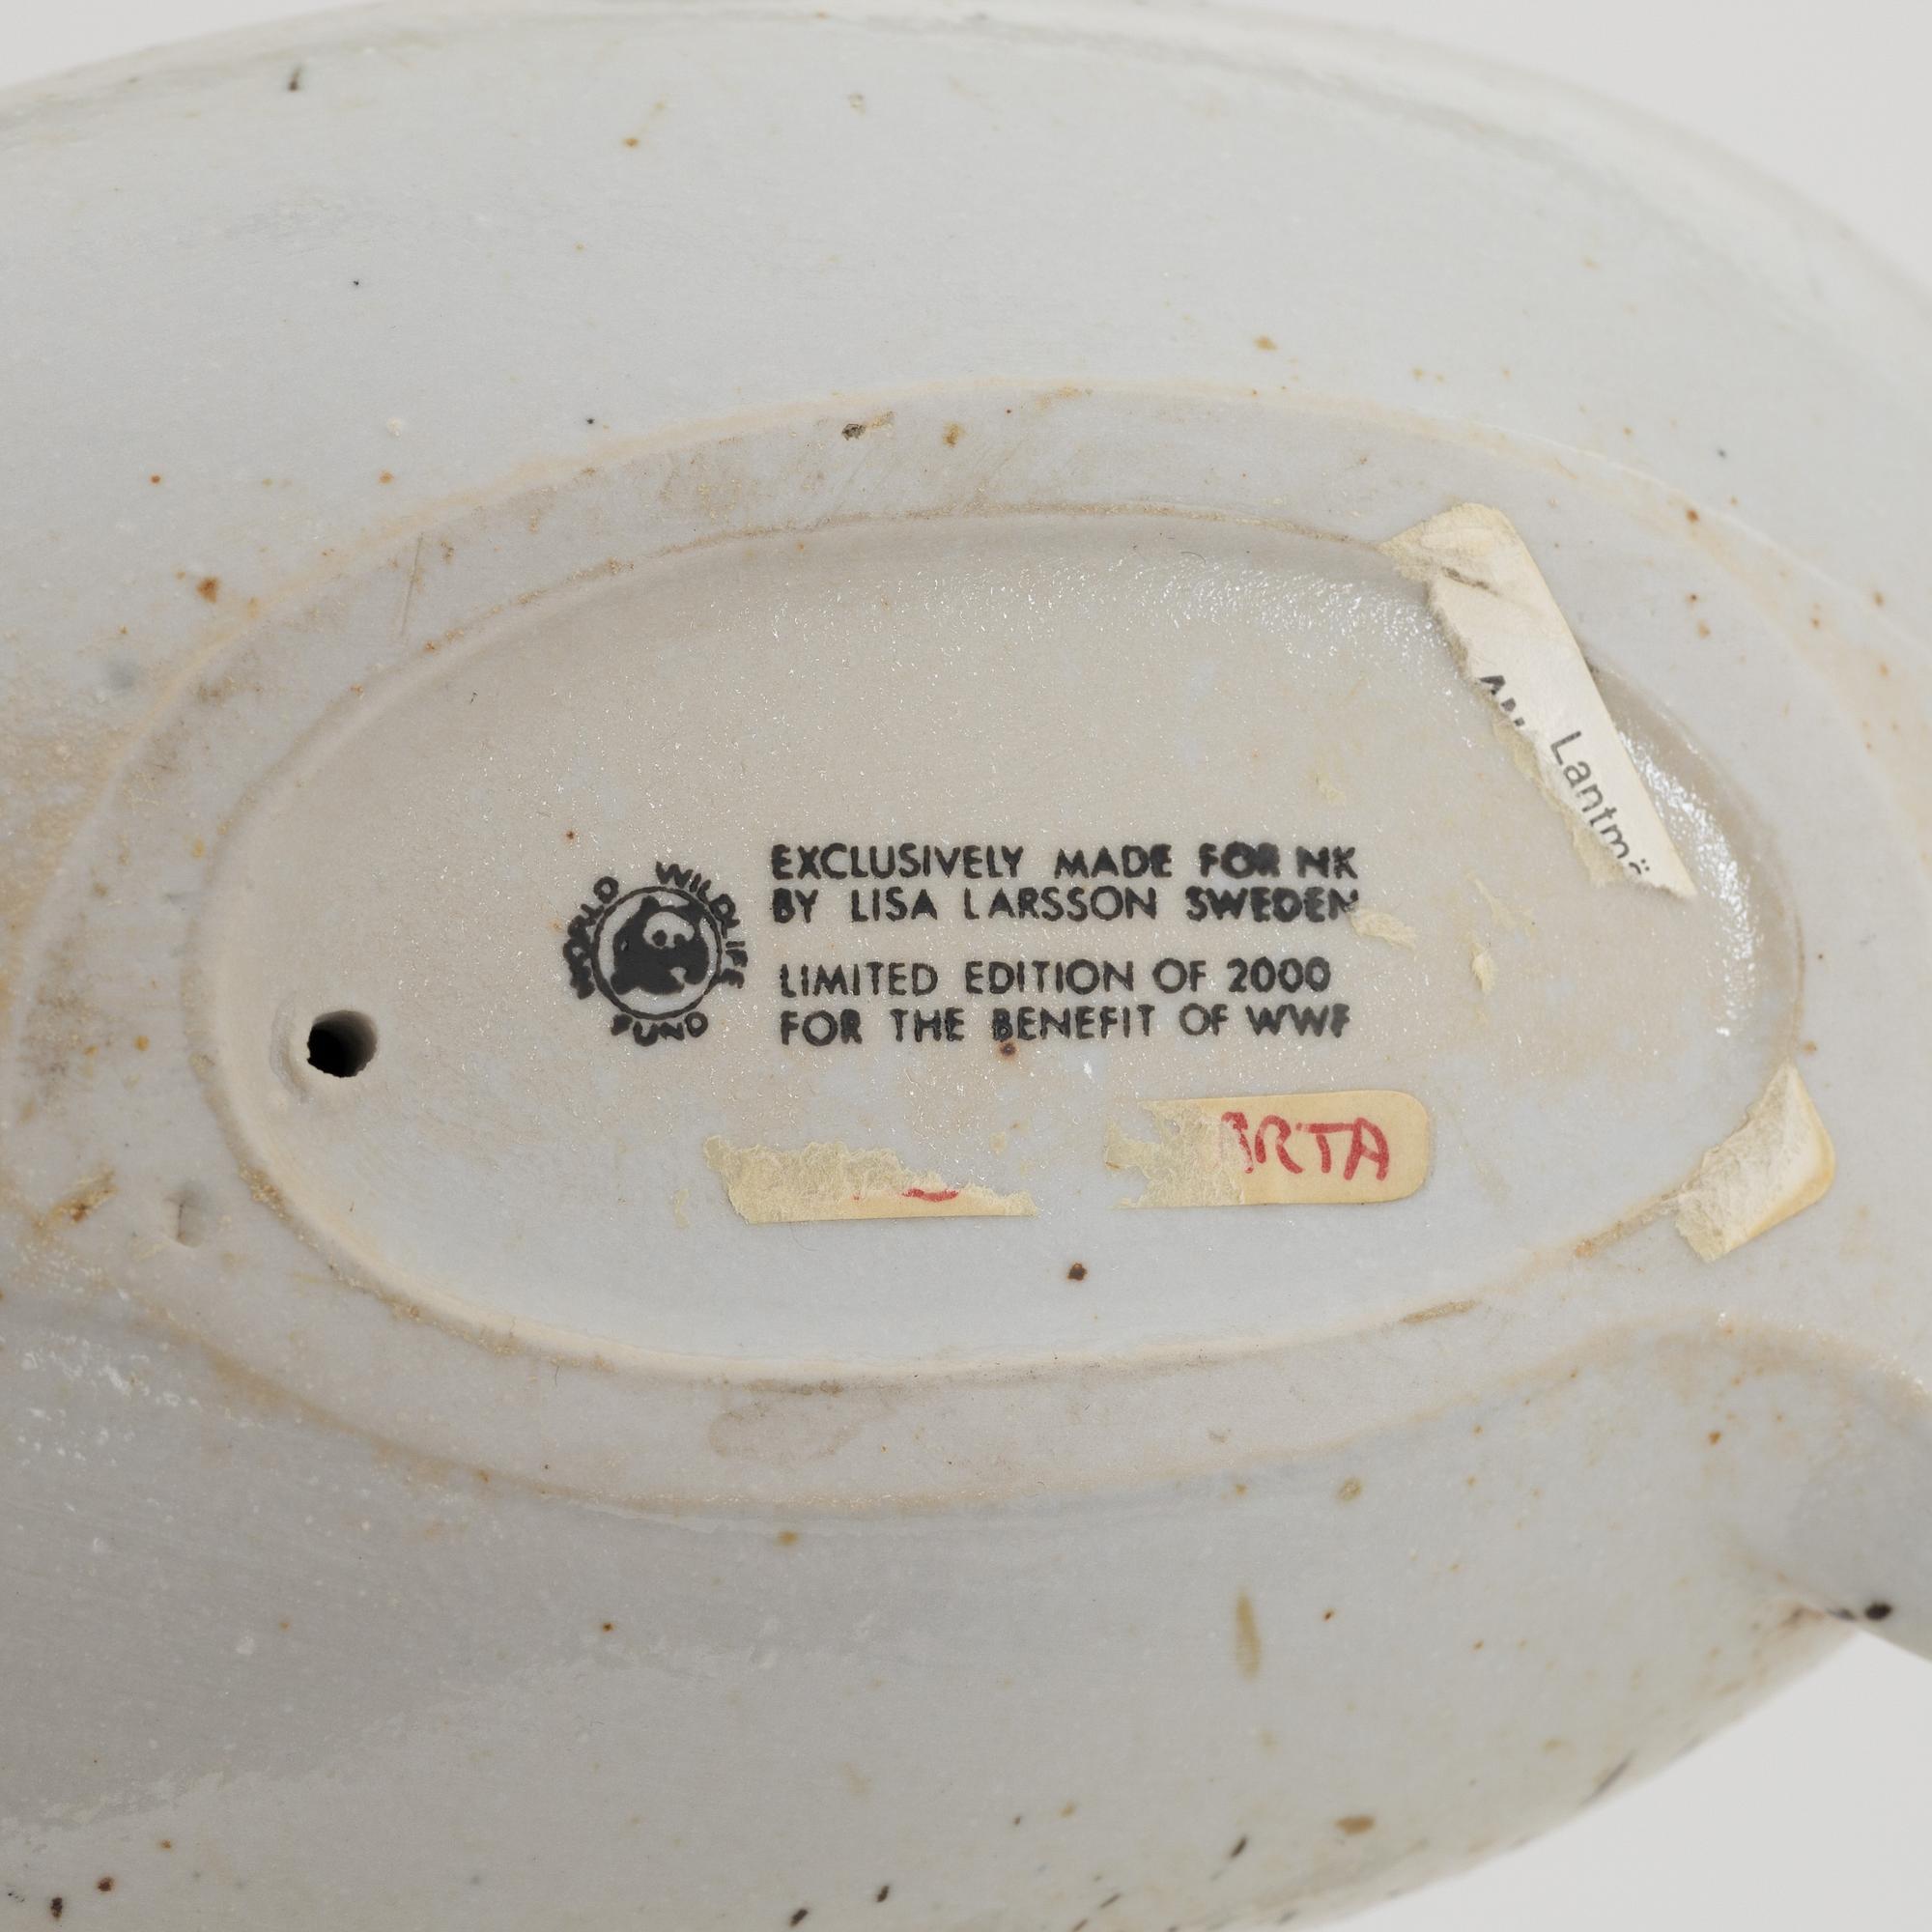 WORLD WILDLIFE FUND
EXCLUSIVELY MADE FOR NK
BY LISA LARSSON SWEDEN
LIMITED EDITION OF 2000
FOR THE BENEFIT OF WWF